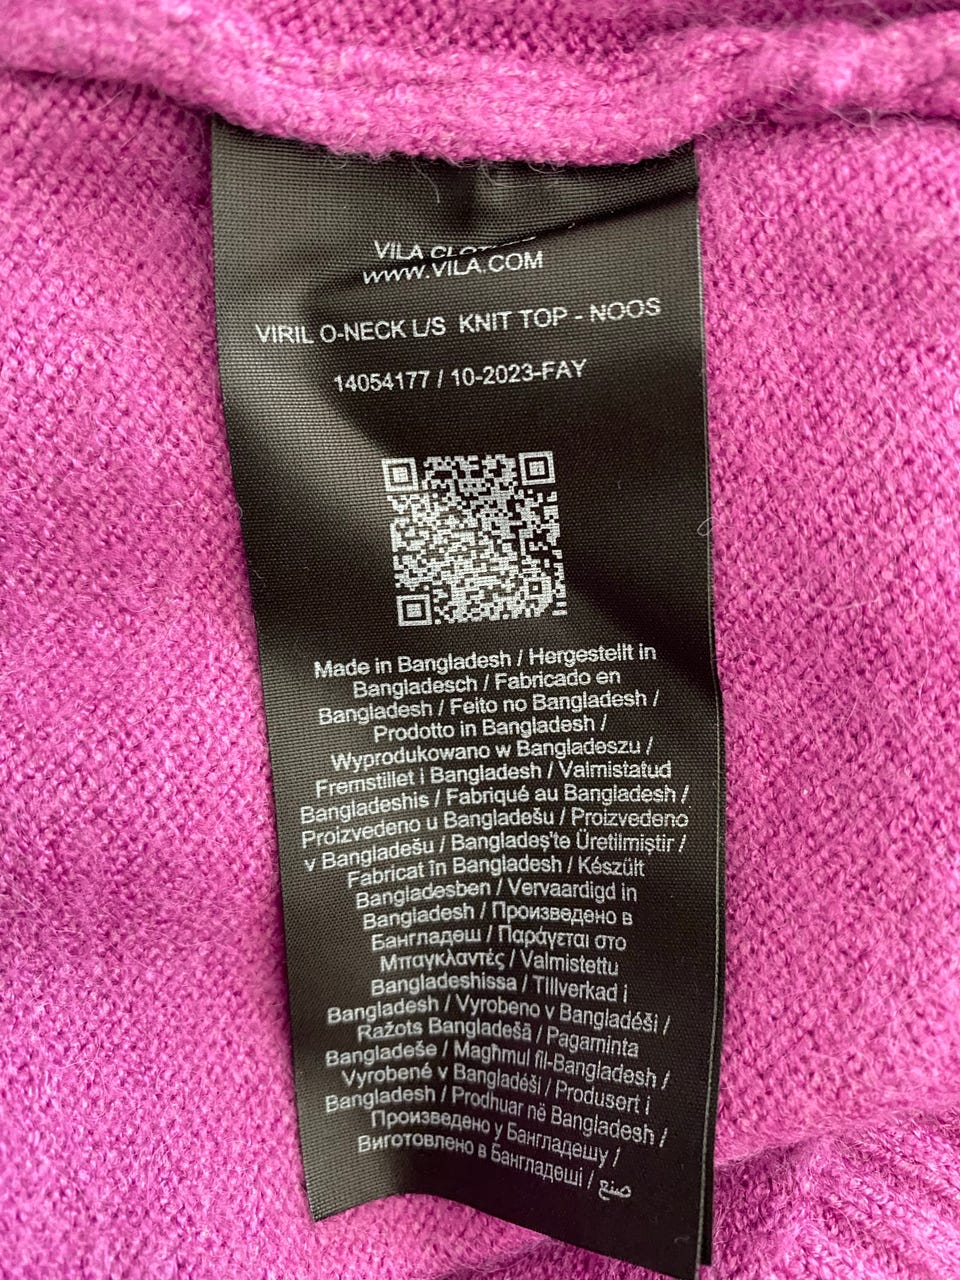 VILA CLOTHES
WWW.VILA.COM
VIRIL O-NECK L/S KNIT TOP - NOOS
14054177 / 10-2023-FAY
Made in Bangladesh / Hergestellt in
Bangladesch / Fabricado en
Bangladesh / Feito no Bangladesh /
Prodotto in Bangladesh /
Wyprodukowano w Bangladeszu /
Fremstillet i Bangladesh / Valmistatud
Bangladeshis / Fabriqué au Bangladesh /
Proizvedeno u Bangladešu / Proizvedeno
v Bangladešu / Bangladeş'te Üretilmiştir /
Fabricat în Bangladesh / Készült
Bangladesben / Vervaardigd in
Bangladesh / Произведено в
Бангладеш / Παράγεται στο
Μπαγκλαντές / Valmistettu
Bangladeshissa / Tillverkad i
Bangladesh / Vyrobeno v Bangladéši /
Ražots Bangladešā / Pagaminta
Bangladeše / Magħmul fil-Bangladesh /
Vyrobené v Bangladéši / Produsert i
Bangladesh / Prodhuar në Bangladesh /
Произведено у Бангладешу /
Виготовлено в Бангладеші / صنع